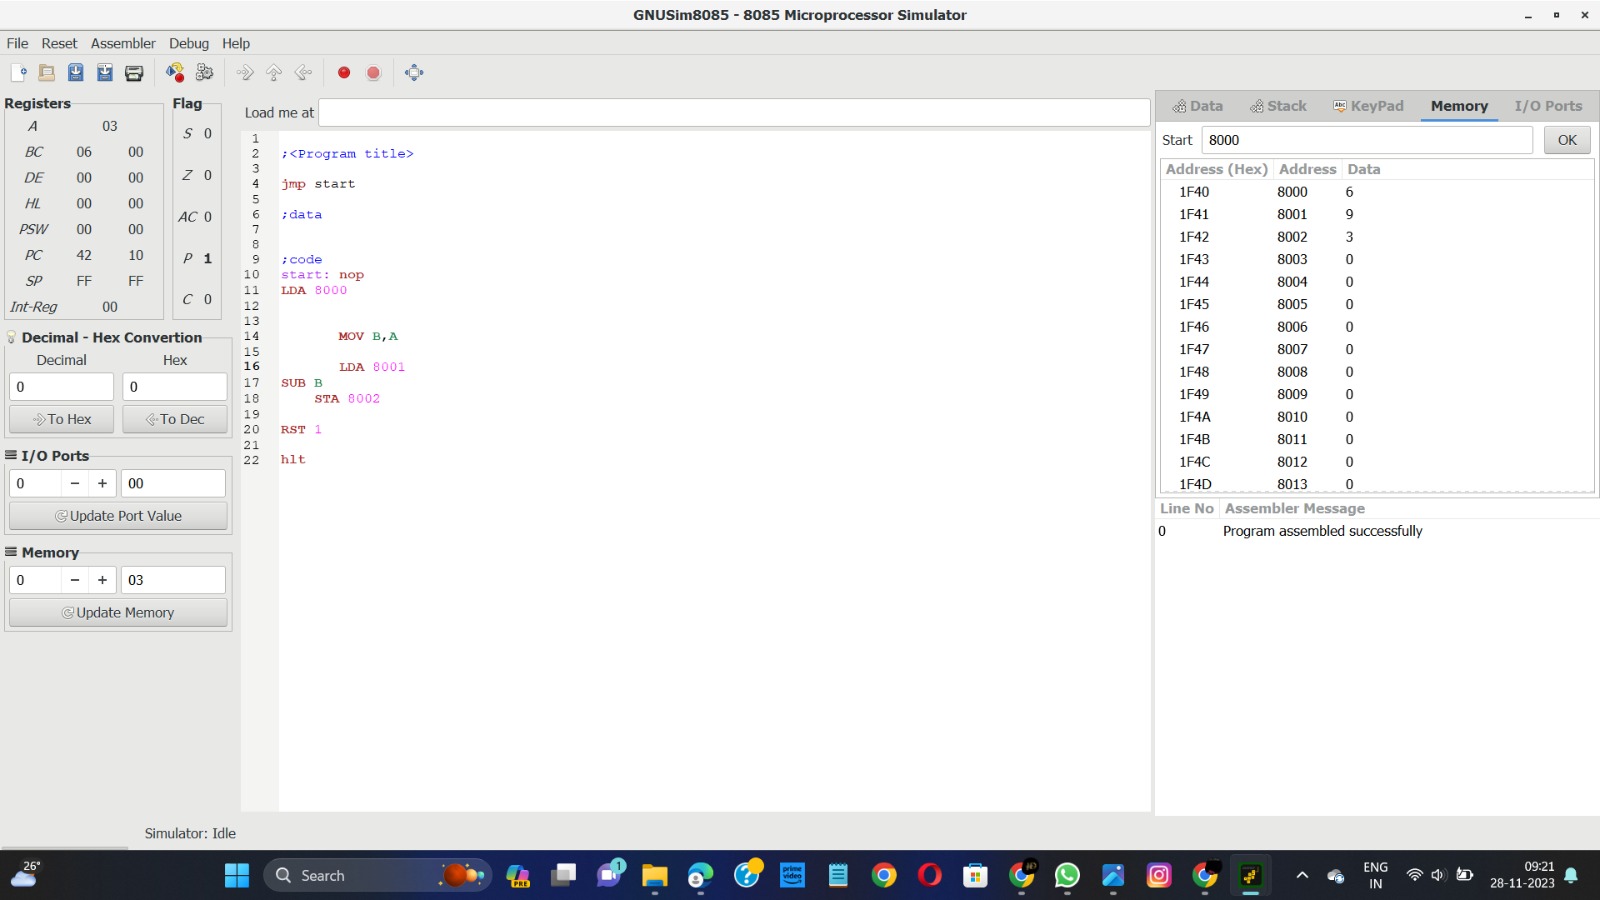 GNUSim8085 - 8085 Microprocessor Simulator
File Reset Assembler Debug Help
Registers
A 03
BC 06 00
DE 00 00
HL 00 00
PSW 00 00
PC 42 10
SP FF FF
Int-Reg 00
Flag
S 0
Z 0
AC 0
P 1
C 0
Decimal - Hex Convertion
Decimal Hex
0 0
To Hex To Dec
I/O Ports
0 − + 00
Update Port Value
Memory
0 − + 03
Update Memory
Load me at
1
2 ;<Program title>
3
4 jmp start
5
6 ;data
7
8
9 ;code
10 start: nop
11 LDA 8000
12
13
14 MOV B,A
15
16 LDA 8001
17 SUB B
18 STA 8002
19
20 RST 1
21
22 hlt
Data Stack Abc KeyPad Memory I/O Ports
Start 8000 OK
Address (Hex) Address Data
1F40 8000 6
1F41 8001 9
1F42 8002 3
1F43 8003 0
1F44 8004 0
1F45 8005 0
1F46 8006 0
1F47 8007 0
1F48 8008 0
1F49 8009 0
1F4A 8010 0
1F4B 8011 0
1F4C 8012 0
1F4D 8013 0
Line No Assembler Message
0 Program assembled successfully
Simulator: Idle
26°
Search
PRE
1
prime video
ENG
IN
09:21
28-11-2023